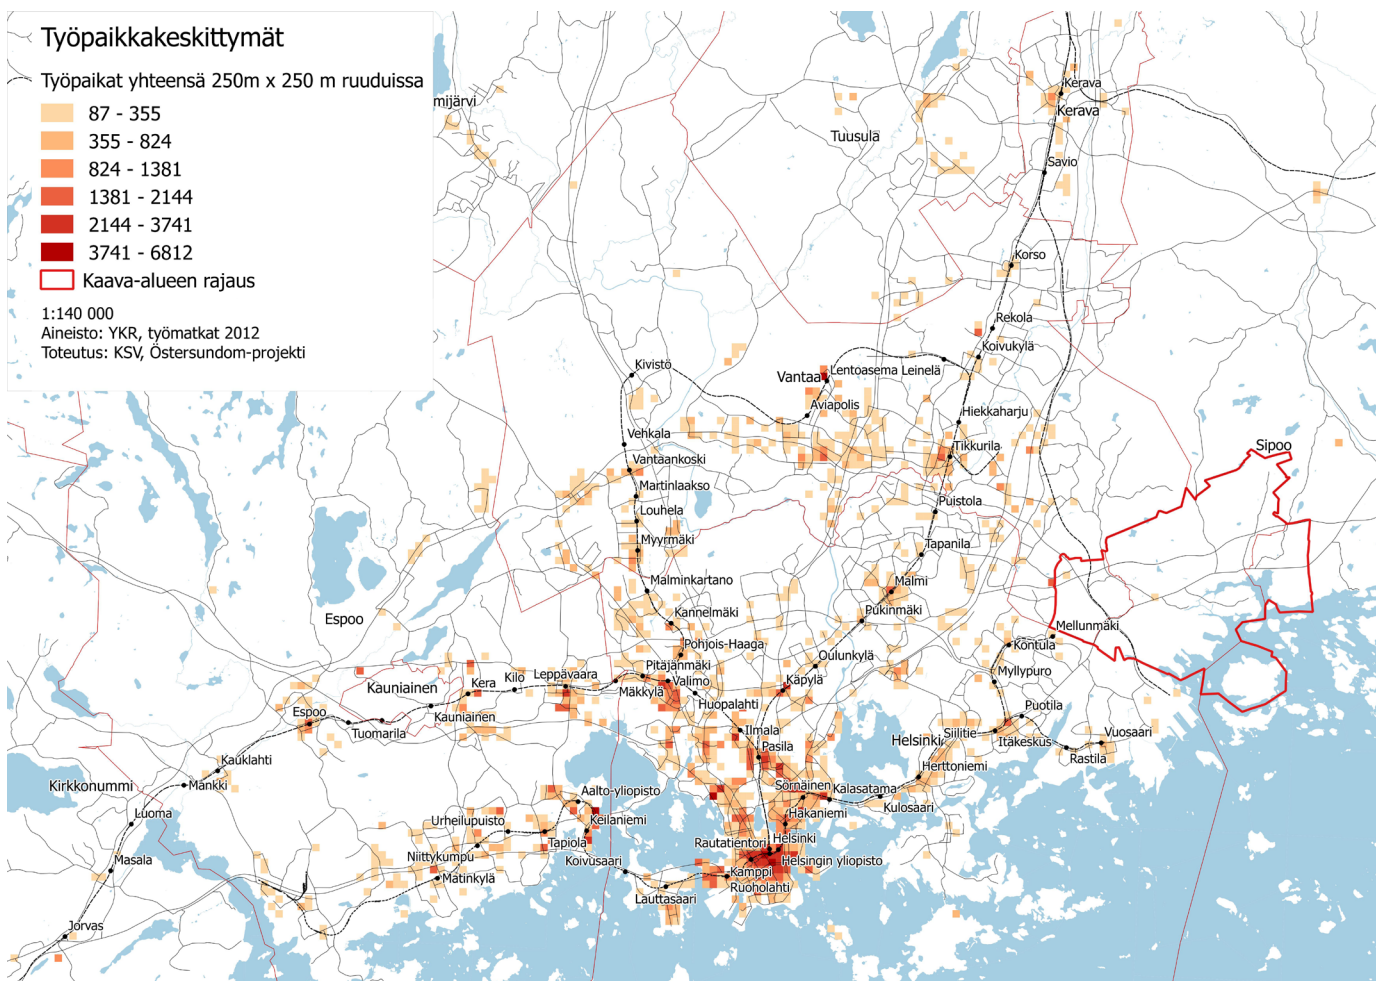 Työpaikkakeskittymät
Työpaikat yhteensä 250m x 250 m ruuduissa
87 - 355
355 - 824
824 - 1381
1381 - 2144
2144 - 3741
3741 - 6812
Kaava-alueen rajaus
1:140 000
Aineisto: YKR, työmatkat 2012
Toteutus: KSV, Östersundom-projekti
mijärvi
Kerava
Kerava
Tuusula
Savio
Korso
Rekola
Koivukylä
Kivistö
Vantaa
Lentoasema Leinelä
Aviapolis
Hiekkaharju
Vehkala
Tikkurila
Sipoo
Vantaankoski
Martinlaakso
Puistola
Louhela
Myyrmäki
Tapanila
Malminkartano
Malmi
Kannelmäki
Pukinmäki
Espoo
Mellunmäki
Pohjois-Haaga
Kontula
Oulunkylä
Pitäjänmäki
Leppävaara
Kilo
Kera
Kauniainen
Valimo
Mäkkylä
Käpylä
Myllypuro
Huopalahti
Espoo
Kauniainen
Tuomarila
Puotila
Ilmala
Siilitie
Helsinki
Itäkeskus
Vuosaari
Pasila
Rastila
Kauklahti
Herttoniemi
Kirkkonummi
Mankki
Sörnäinen
Kalasatama
Aalto-yliopisto
Kulosaari
Luoma
Urheilupuisto
Keilaniemi
Hakaniemi
Rautatientori
Helsinki
Tapiola
Niittykumpu
Koivusaari
Helsingin yliopisto
Masala
Kamppi
Matinkylä
Ruoholahti
Lauttasaari
Jorvas